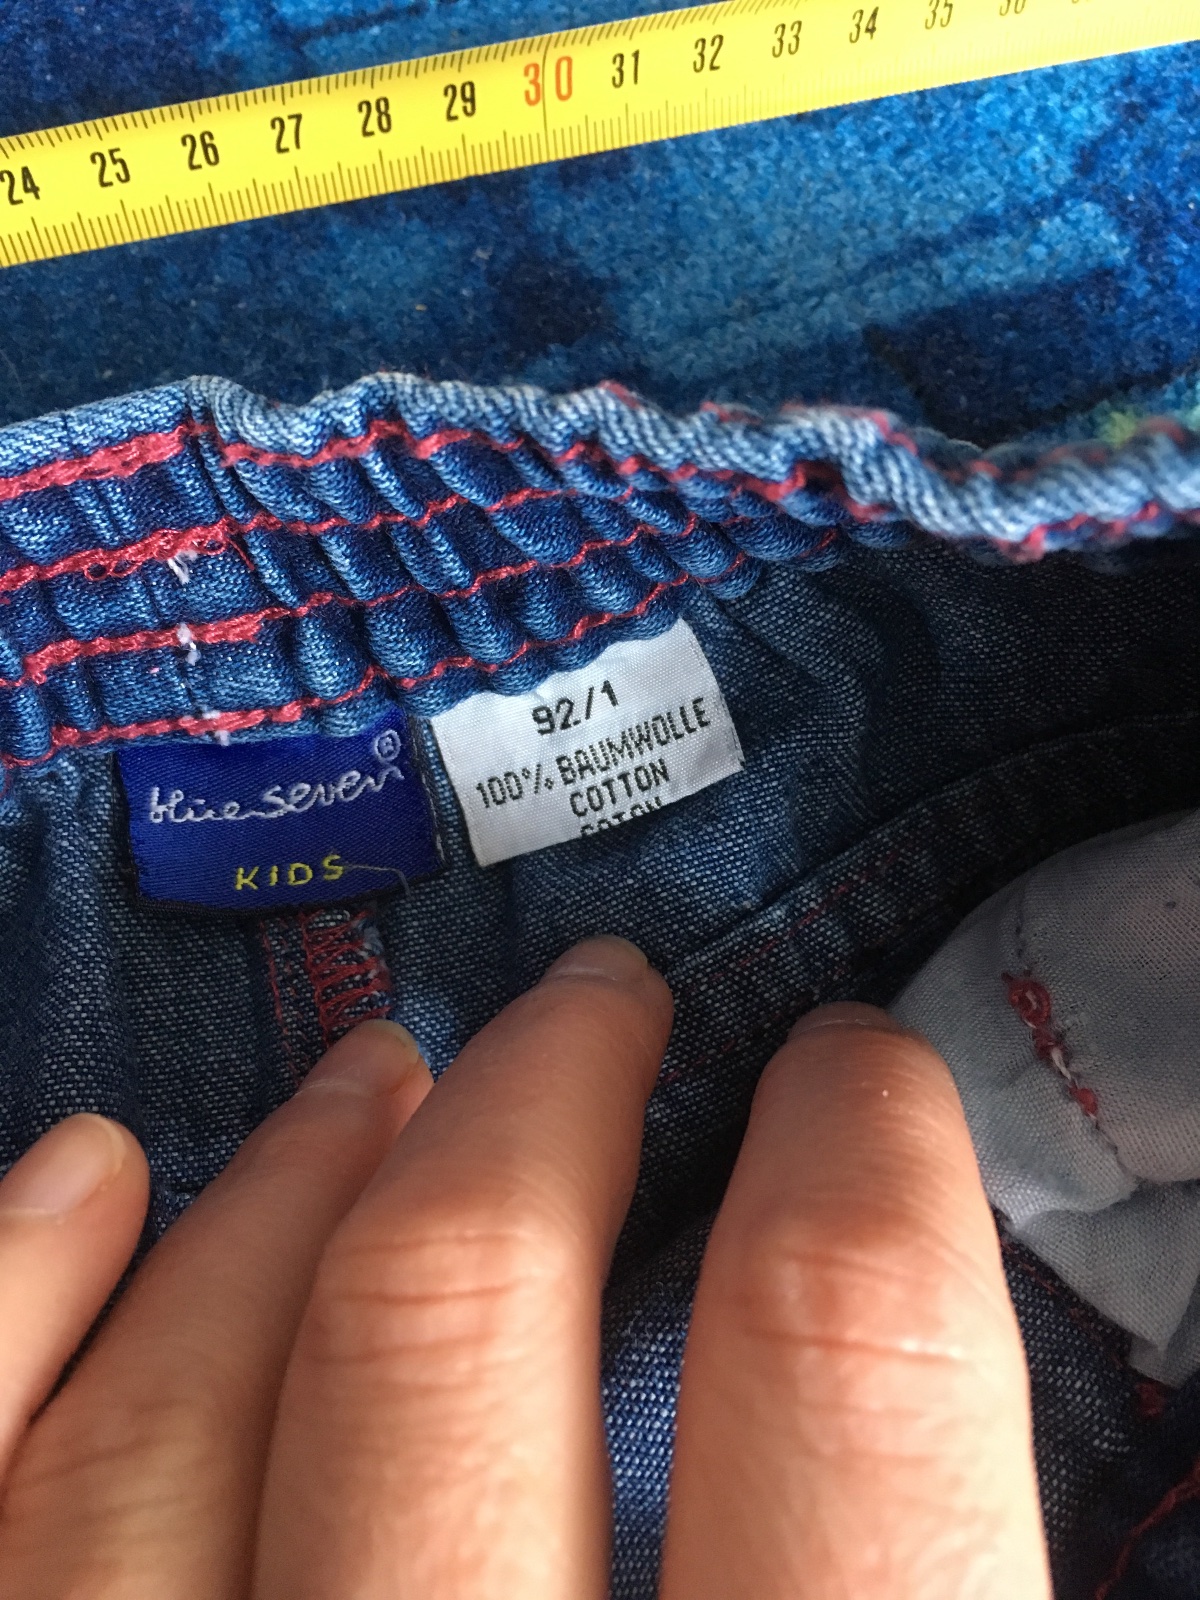 24 25 26 27 28 29 30 31 32 33 34 35
92/1
100% BAUMWOLLE
COTTON
COTON
blue seven®
KIDS